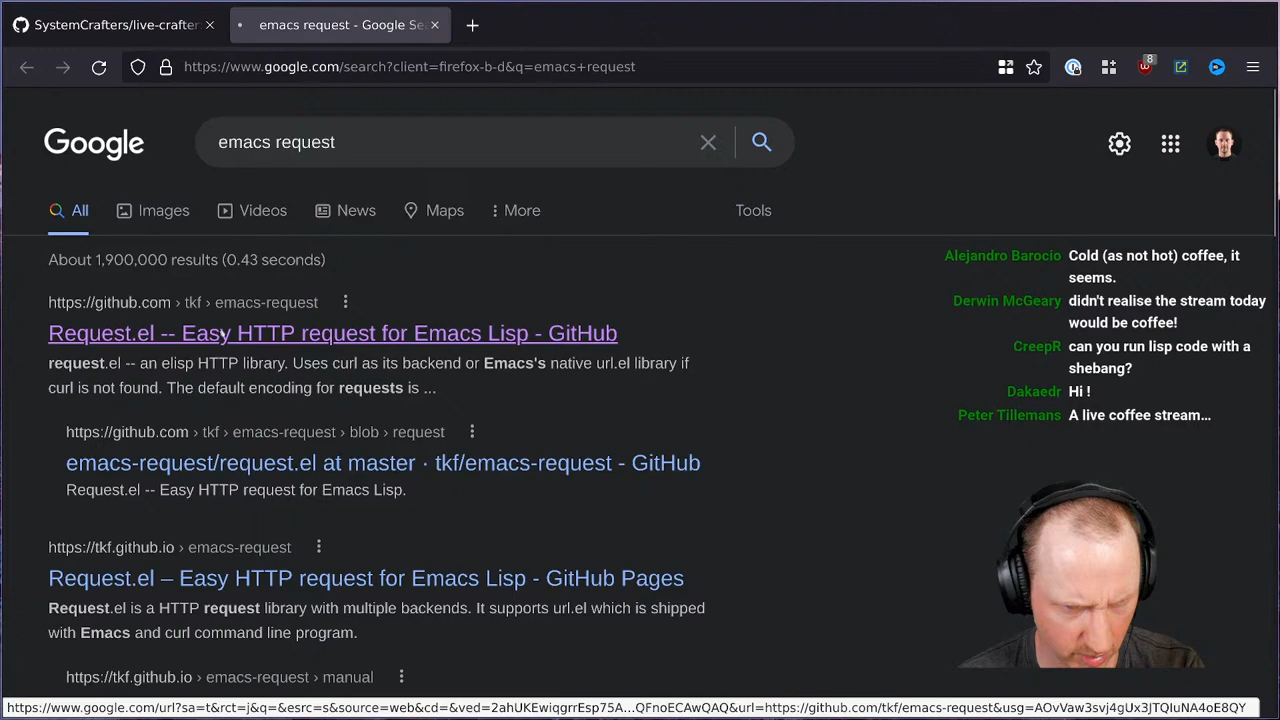 SystemCrafters/live-crafter
emacs request - Google Se
https://www.google.com/search?client=firefox-b-d&q=emacs+request
8
Google
emacs request
All
Images
Videos
News
Maps
More
Tools
About 1,900,000 results (0.43 seconds)
https://github.com › tkf › emacs-request
Request.el -- Easy HTTP request for Emacs Lisp - GitHub
request.el -- an elisp HTTP library. Uses curl as its backend or Emacs's native url.el library if
curl is not found. The default encoding for requests is ...
https://github.com › tkf › emacs-request › blob › request
emacs-request/request.el at master · tkf/emacs-request - GitHub
Request.el -- Easy HTTP request for Emacs Lisp.
https://tkf.github.io › emacs-request
Request.el – Easy HTTP request for Emacs Lisp - GitHub Pages
Request.el is a HTTP request library with multiple backends. It supports url.el which is shipped
with Emacs and curl command line program.
https://tkf.github.io › emacs-request › manual
Alejandro Barocio Cold (as not hot) coffee, it
seems.
Derwin McGeary didn't realise the stream today
would be coffee!
CreepR can you run lisp code with a
shebang?
Dakaedr Hi !
Peter Tillemans A live coffee stream…
https://www.google.com/url?sa=t&rct=j&q=&esrc=s&source=web&cd=&ved=2ahUKEwiqgrrEsp75A...QFnoECAwQAQ&url=https://github.com/tkf/emacs-request&usg=AOvVaw3svj4gUx3JTQIuNA6oE8QY